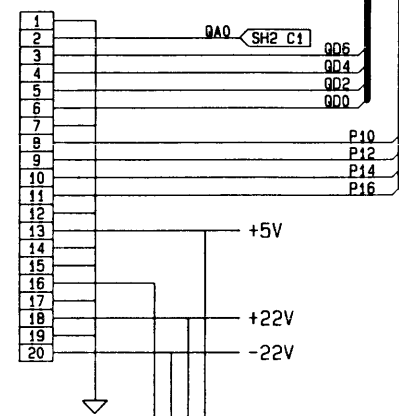 1
2 QA0 SH2 C1
3 QD6
4 QD4
5 QD2
6 QD0
7
8 P10
9 P12
10 P14
11 P16
12
13 +5V
14
15
16
17
18 +22V
19
20 -22V